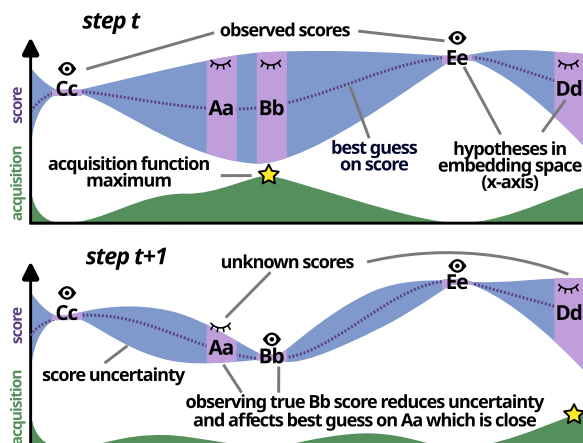 step t
observed scores
Cc
Ee
Aa
Bb
Dd
score
best guess
on score
hypotheses in
embedding space
(x-axis)
acquisition function
maximum
acquisition
step t+1
unknown scores
Cc
Ee
Aa
Bb
Dd
score
score uncertainty
observing true Bb score reduces uncertainty
and affects best guess on Aa which is close
acquisition